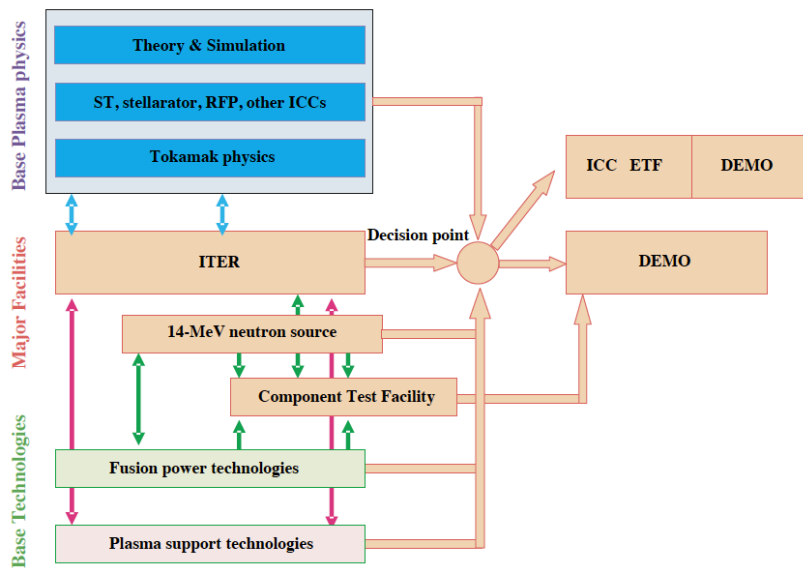 Base Plasma physics
Theory & Simulation
ST, stellarator, RFP, other ICCs
Tokamak physics
ICC ETF
DEMO
Major Facilities
Decision point
ITER
DEMO
14-MeV neutron source
Component Test Facility
Base Technologies
Fusion power technologies
Plasma support technologies